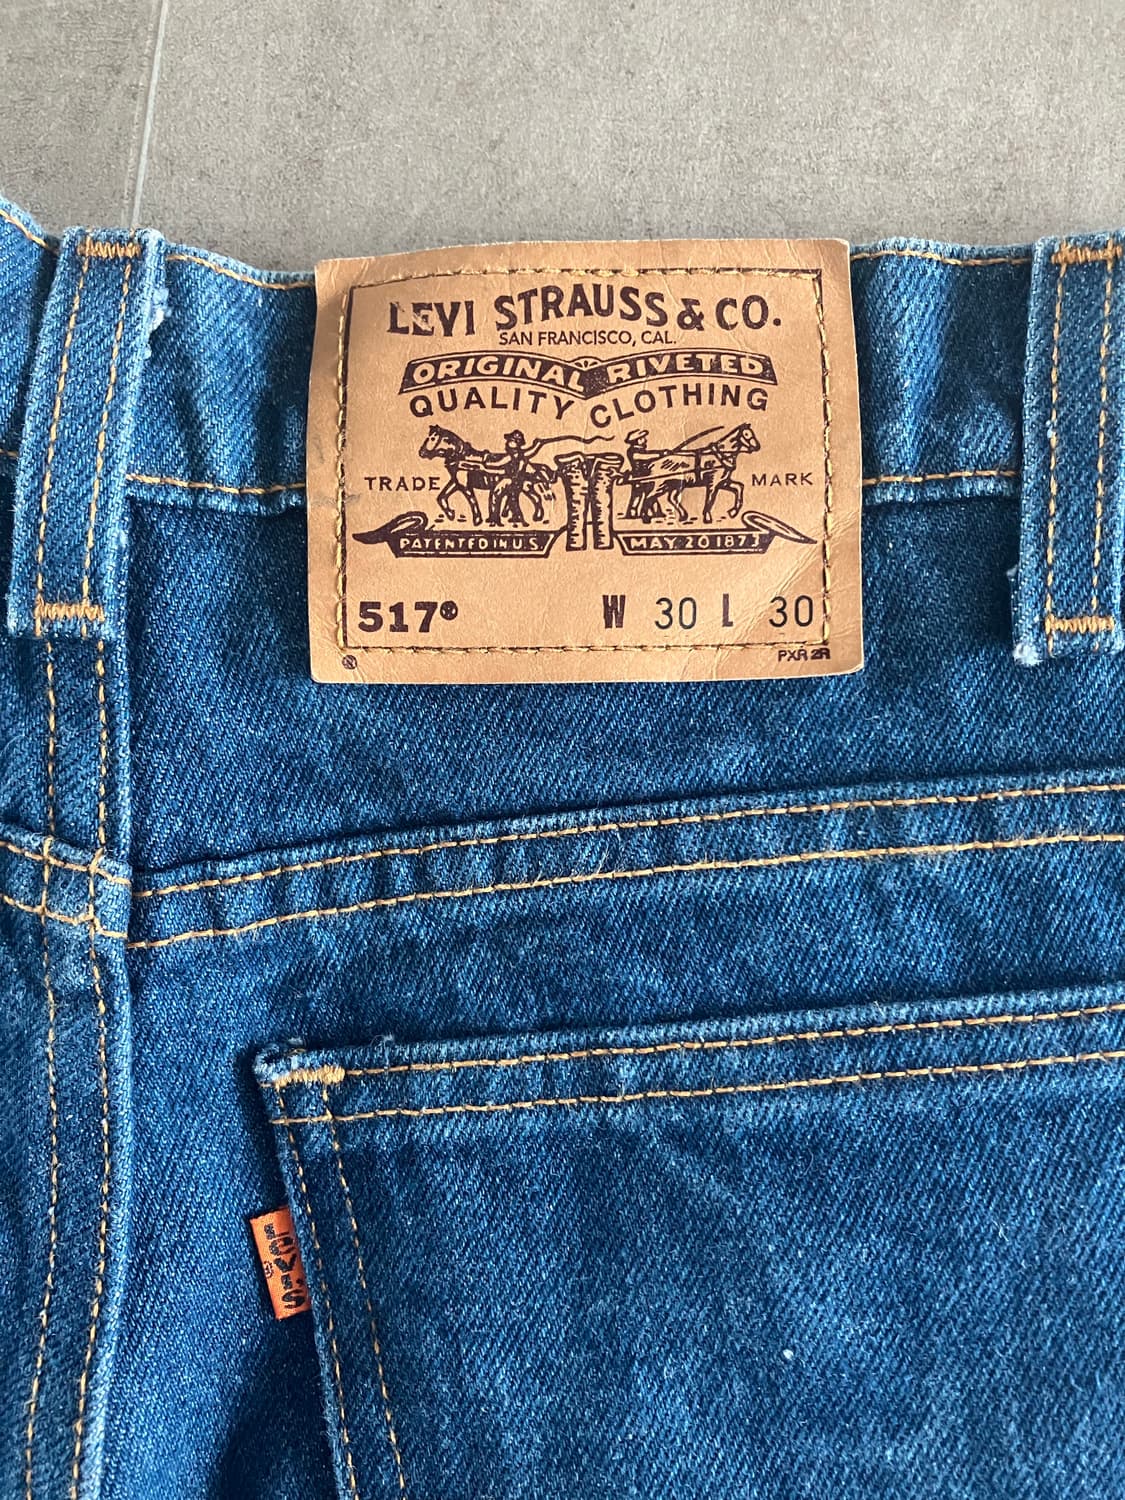 LEVI STRAUSS & CO.
SAN FRANCISCO, CAL.
ORIGINAL RIVETED
QUALITY CLOTHING
TRADE MARK
PATENTED IN U.S. MAY 20 1873
517® W 30 L 30
® PXR 2R
LEVI'S
®